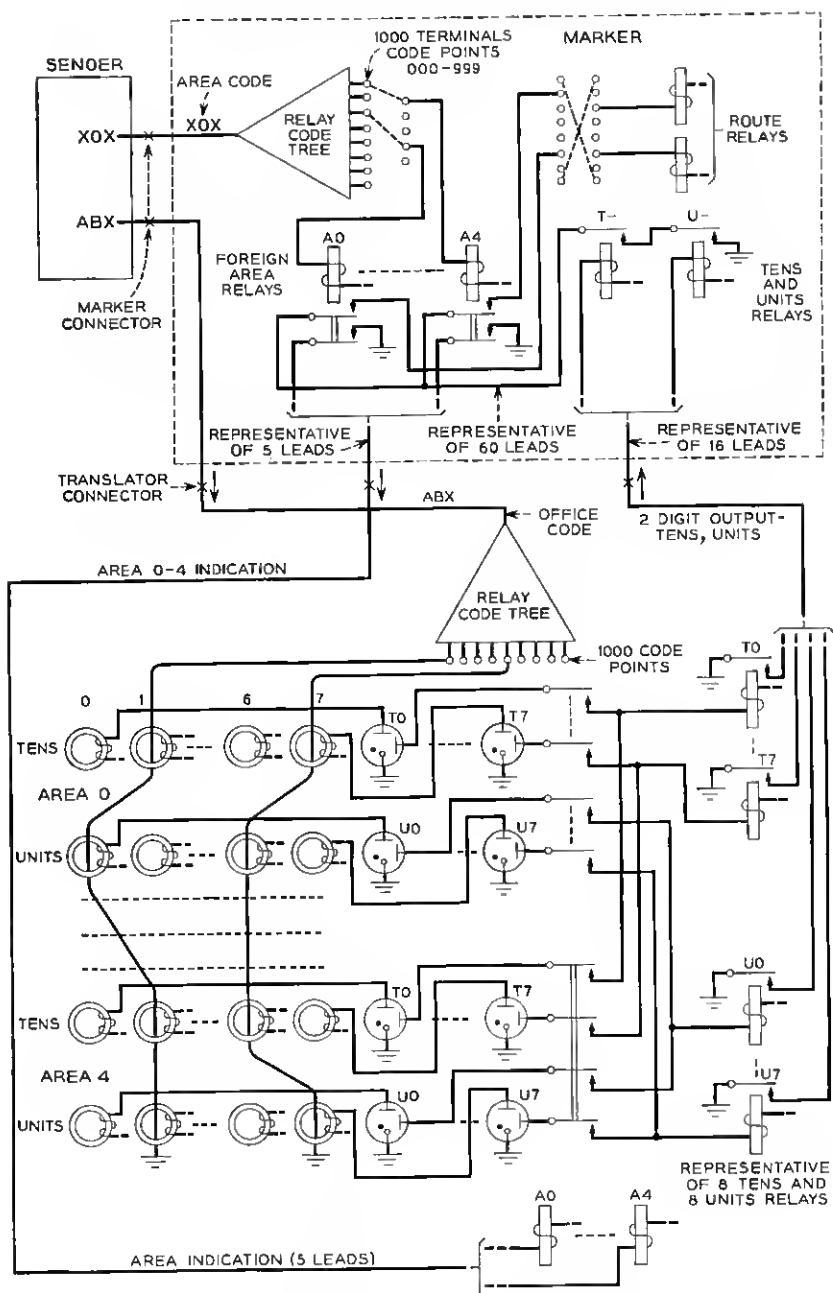 SENDER
XOX
ABX
AREA CODE
XOX
MARKER
CONNECTOR
1000 TERMINALS
CODE POINTS
000-999
MARKER
RELAY
CODE TREE
ROUTE
RELAYS
FOREIGN
AREA
RELAYS
A0
A4
T-
U-
TENS
AND
UNITS
RELAYS
REPRESENTATIVE
OF 5 LEADS
REPRESENTATIVE
OF 60 LEADS
REPRESENTATIVE
OF 16 LEADS
TRANSLATOR
CONNECTOR
ABX
OFFICE
CODE
2 DIGIT OUTPUT-
TENS, UNITS
AREA 0-4 INDICATION
RELAY
CODE TREE
1000 CODE
POINTS
0
1
6
7
TENS
T0
T7
T0
T7
AREA 0
UNITS
U0
U7
TENS
T0
T7
U0
AREA 4
UNITS
U0
U7
U7
REPRESENTATIVE
OF 8 TENS AND
8 UNITS RELAYS
A0
A4
AREA INDICATION (5 LEADS)